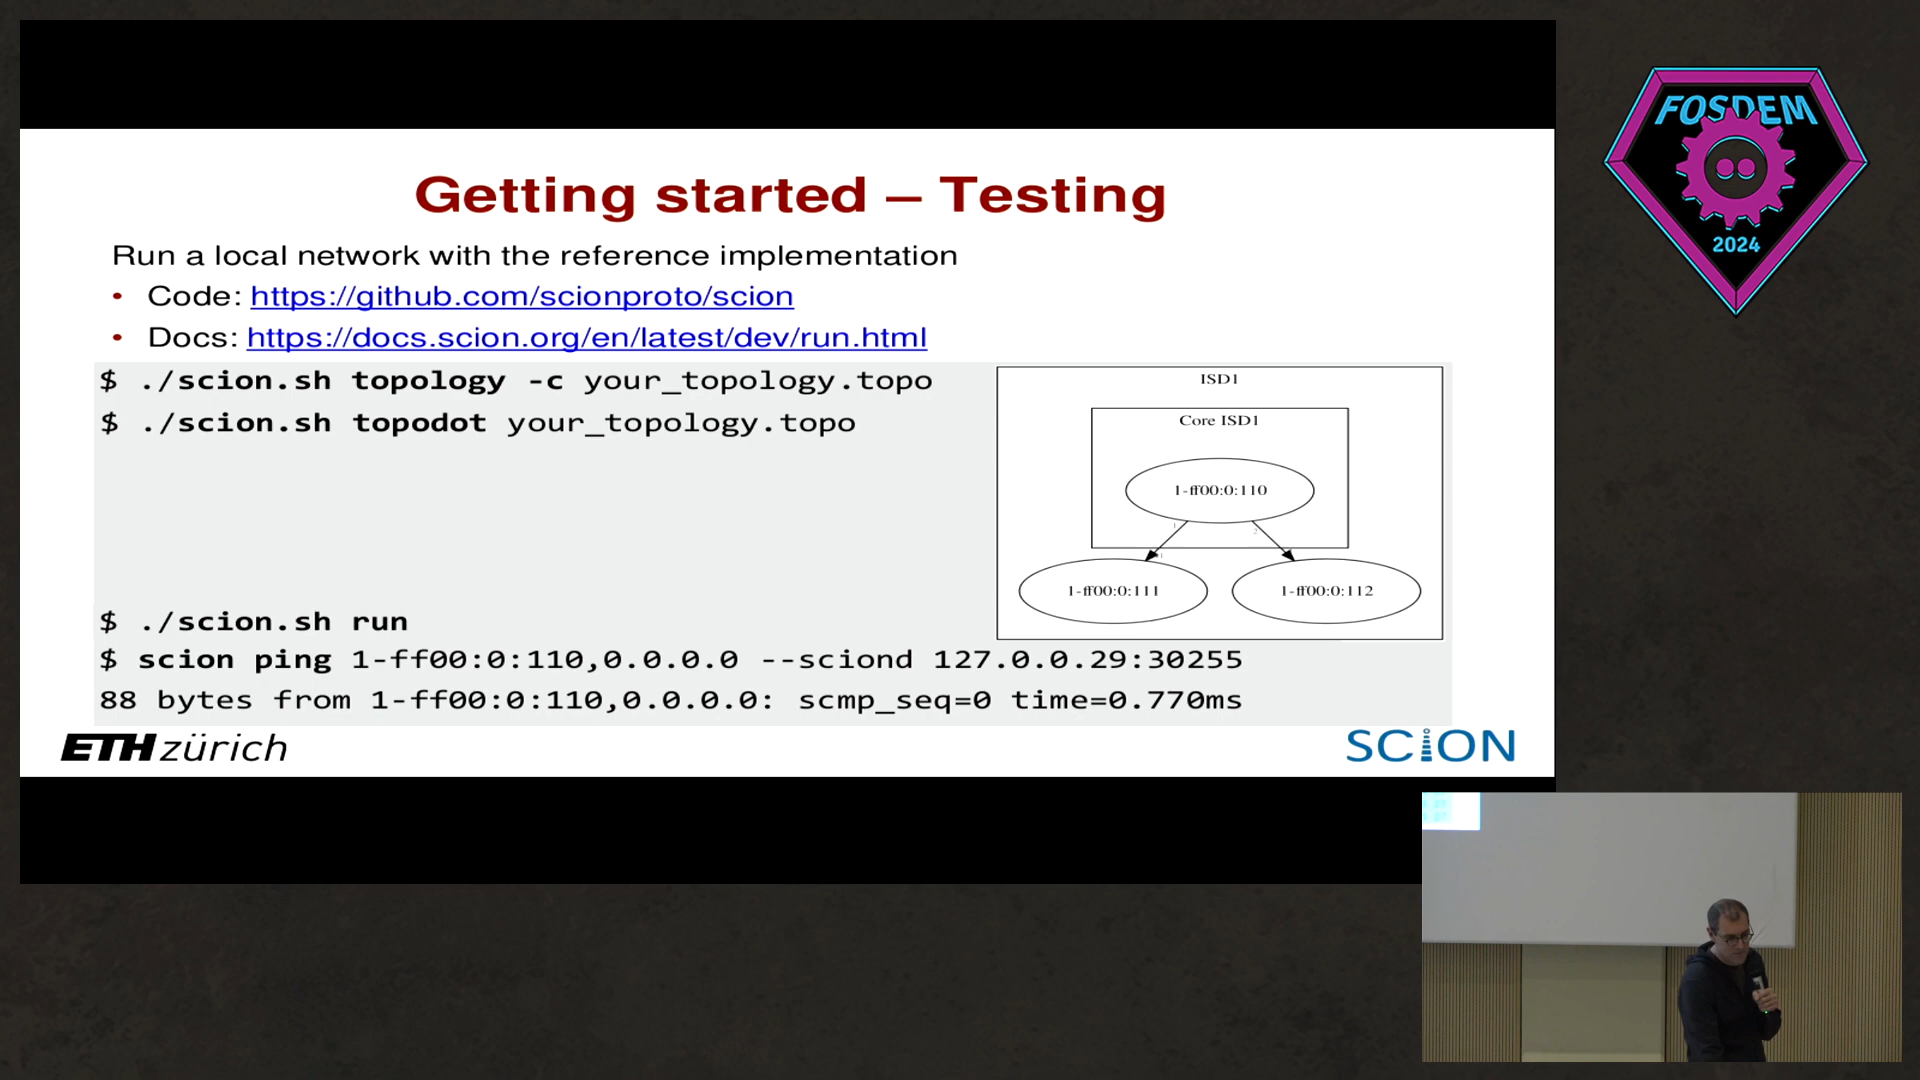 Getting started – Testing
Run a local network with the reference implementation
• Code: https://github.com/scionproto/scion
• Docs: https://docs.scion.org/en/latest/dev/run.html
$ ./scion.sh topology -c your_topology.topo
$ ./scion.sh topodot your_topology.topo
ISD1
Core ISD1
1-ff00:0:110
1
2
1-ff00:0:111
1-ff00:0:112
$ ./scion.sh run
$ scion ping 1-ff00:0:110,0.0.0.0 --sciond 127.0.0.29:30255
88 bytes from 1-ff00:0:110,0.0.0.0: scmp_seq=0 time=0.770ms
ETH zürich
SCION
FOSDEM
2024